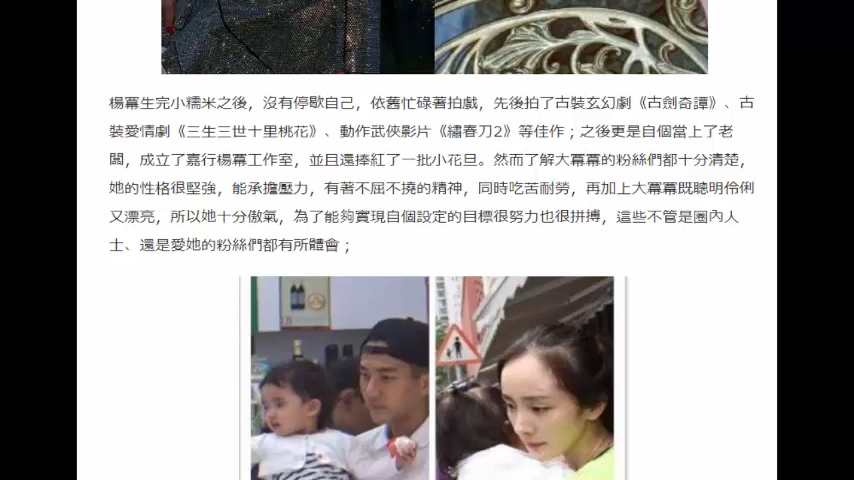 楊冪生完小糯米之後，沒有停歇自己，依舊忙碌著拍戲，先後拍了古裝玄幻劇《古劍奇譚》、古
裝愛情劇《三生三世十里桃花》、動作武俠影片《繡春刀2》等佳作；之後更是自個當上了老
闆，成立了嘉行楊冪工作室，並且還捧紅了一批小花旦。然而了解大冪冪的粉絲們都十分清楚，
她的性格很堅強，能承擔壓力，有著不屈不撓的精神，同時吃苦耐勞，再加上大冪冪既聰明伶俐
又漂亮，所以她十分傲氣，為了能夠實現自個設定的目標很努力也很拼搏，這些不管是圈內人
士、還是愛她的粉絲們都有所體會；